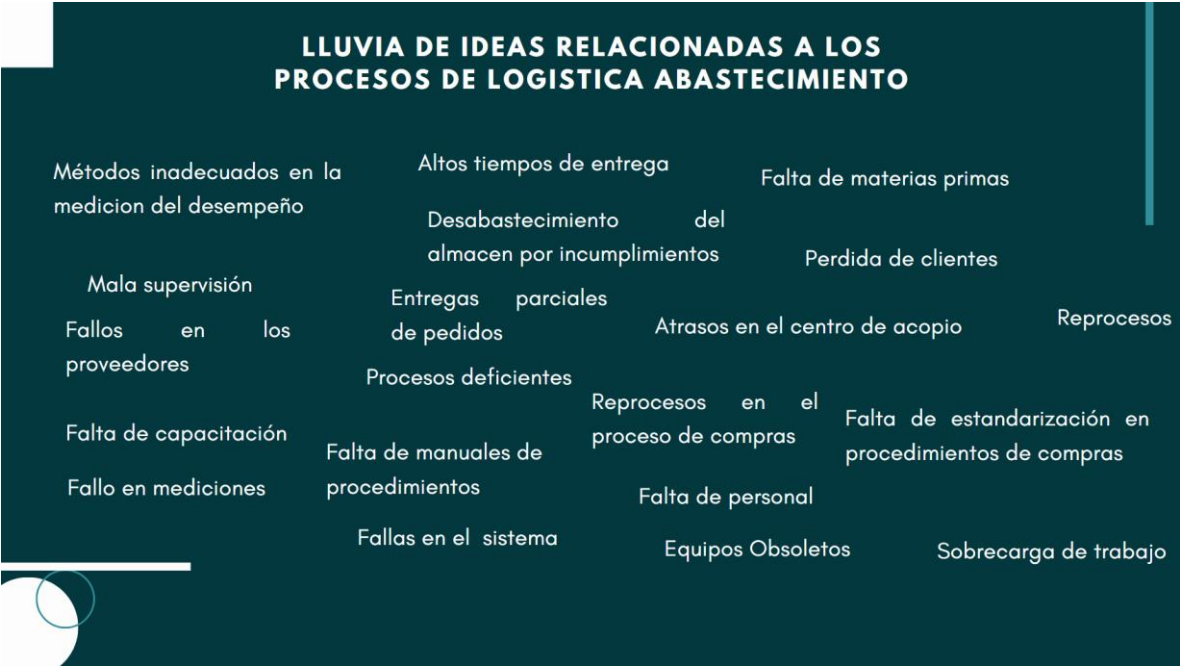 LLUVIA DE IDEAS RELACIONADAS A LOS
PROCESOS DE LOGISTICA ABASTECIMIENTO
Métodos inadecuados en la
medicion del desempeño
Altos tiempos de entrega
Falta de materias primas
Desabastecimiento del
almacen por incumplimientos
Perdida de clientes
Mala supervisión
Entregas parciales
de pedidos
Fallos en los
proveedores
Atrasos en el centro de acopio
Reprocesos
Procesos deficientes
Reprocesos en el
proceso de compras
Falta de estandarización en
procedimientos de compras
Falta de capacitación
Falta de manuales de
procedimientos
Fallo en mediciones
Falta de personal
Fallas en el sistema
Equipos Obsoletos
Sobrecarga de trabajo